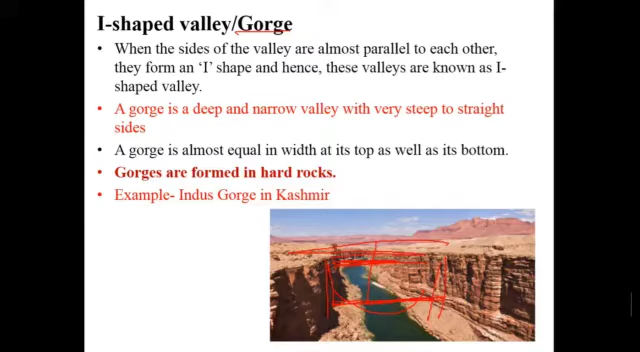 I-shaped valley/Gorge
• When the sides of the valley are almost parallel to each other,
they form an ‘I’ shape and hence, these valleys are known as I-
shaped valley.
• A gorge is a deep and narrow valley with very steep to straight
sides
• A gorge is almost equal in width at its top as well as its bottom.
• Gorges are formed in hard rocks.
• Example- Indus Gorge in Kashmir